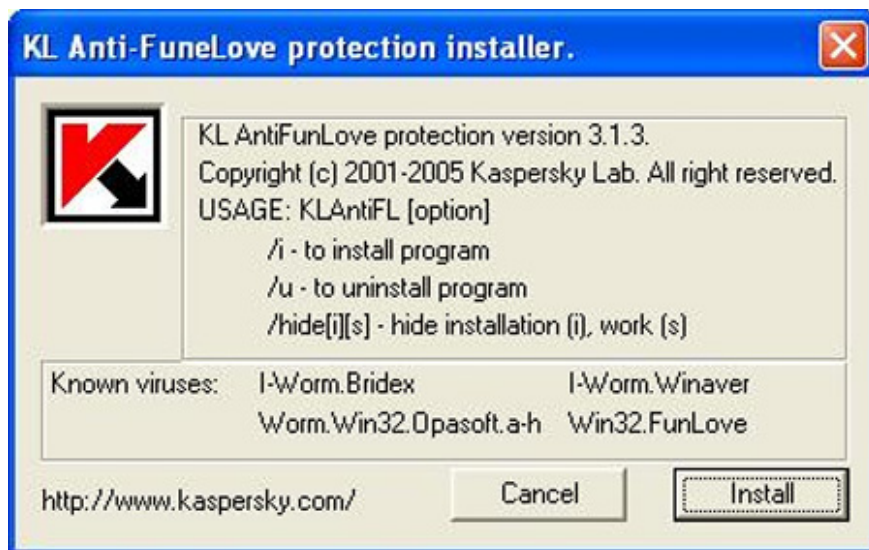 KL Anti-FuneLove protection installer.
KL AntiFunLove protection version 3.1.3.
Copyright (c) 2001-2005 Kaspersky Lab. All right reserved.
USAGE: KLAntiFL [option]
/i - to install program
/u - to uninstall program
/hide[i][s] - hide installation (i), work (s)
Known viruses: I-Worm.Bridex I-Worm.Winaver
Worm.Win32.Opasoft.a-h Win32.FunLove
http://www.kaspersky.com/ Cancel Install